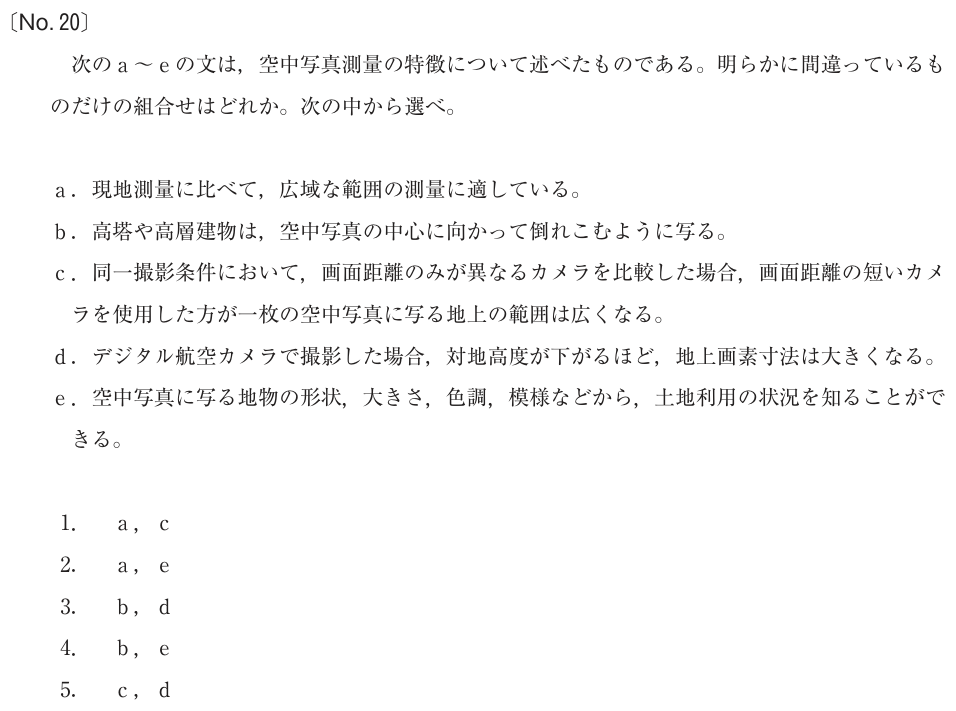 〔No. 20〕
次のａ～ｅの文は，空中写真測量の特徴について述べたものである。明らかに間違っているも
のだけの組合せはどれか。次の中から選べ。
ａ．現地測量に比べて，広域な範囲の測量に適している。
ｂ．高塔や高層建物は，空中写真の中心に向かって倒れこむように写る。
ｃ．同一撮影条件において，画面距離のみが異なるカメラを比較した場合，画面距離の短いカメ
ラを使用した方が一枚の空中写真に写る地上の範囲は広くなる。
ｄ．デジタル航空カメラで撮影した場合，対地高度が下がるほど，地上画素寸法は大きくなる。
ｅ．空中写真に写る地物の形状，大きさ，色調，模様などから，土地利用の状況を知ることがで
きる。
1.　ａ，ｃ
2.　ａ，ｅ
3.　ｂ，ｄ
4.　ｂ，ｅ
5.　ｃ，ｄ